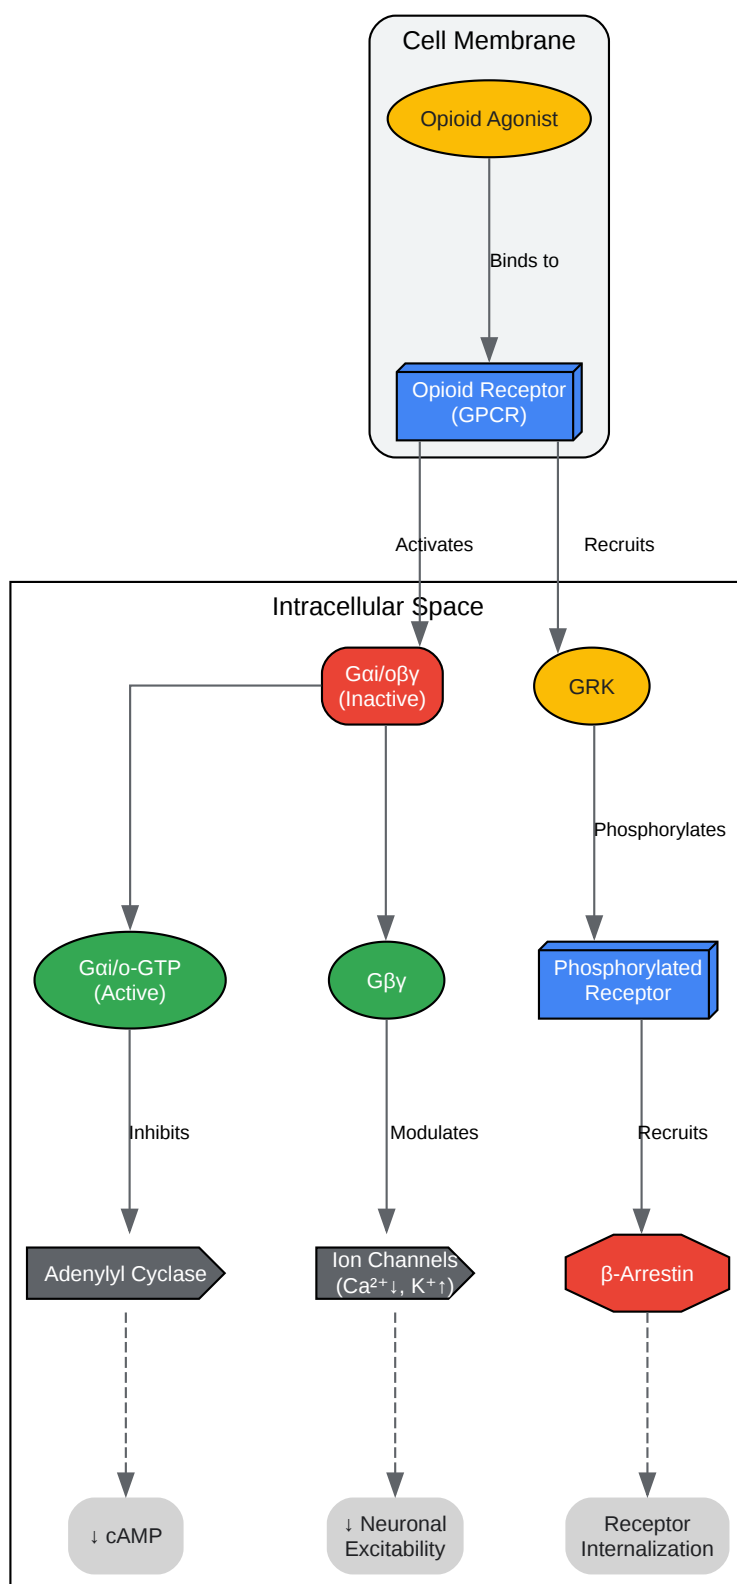 Cell Membrane
Opioid Agonist
Binds to
Opioid Receptor
(GPCR)
Activates
Recruits
Intracellular Space
Gαi/oβγ
(Inactive)
GRK
Phosphorylates
Gαi/o-GTP
(Active)
Gβγ
Phosphorylated
Receptor
Inhibits
Modulates
Recruits
Adenylyl Cyclase
Ion Channels
(Ca²⁺↓, K⁺↑)
β-Arrestin
↓ cAMP
↓ Neuronal
Excitability
Receptor
Internalization